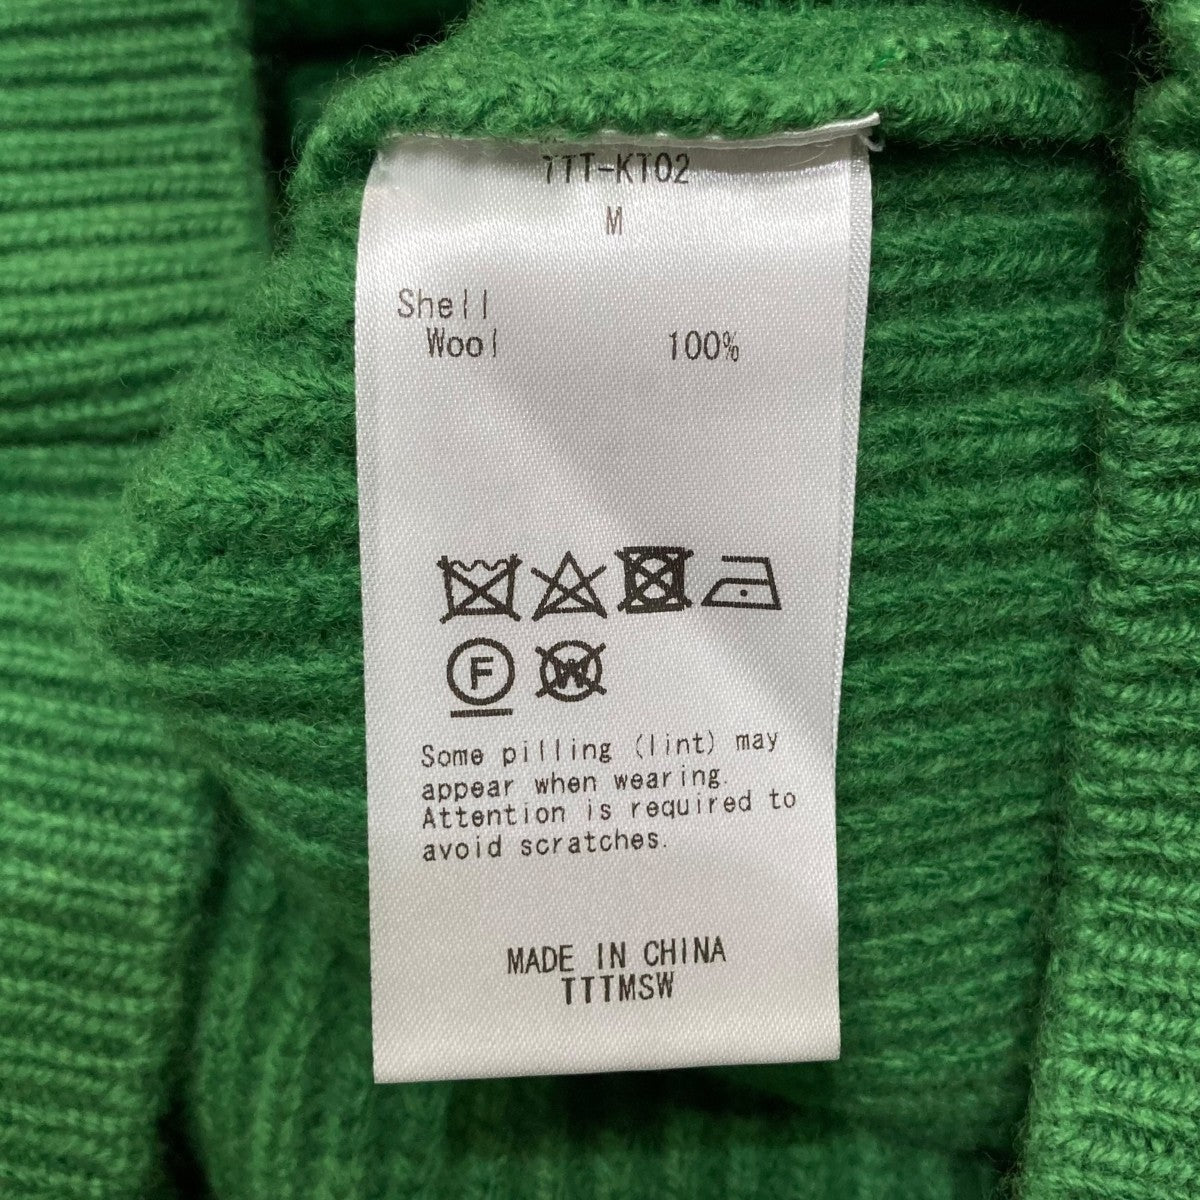 TTT-KT02
M
Shell
Wool 100%
F W
Some pilling (lint) may
appear when wearing.
Attention is required to
avoid scratches.
MADE IN CHINA
TTTMSW